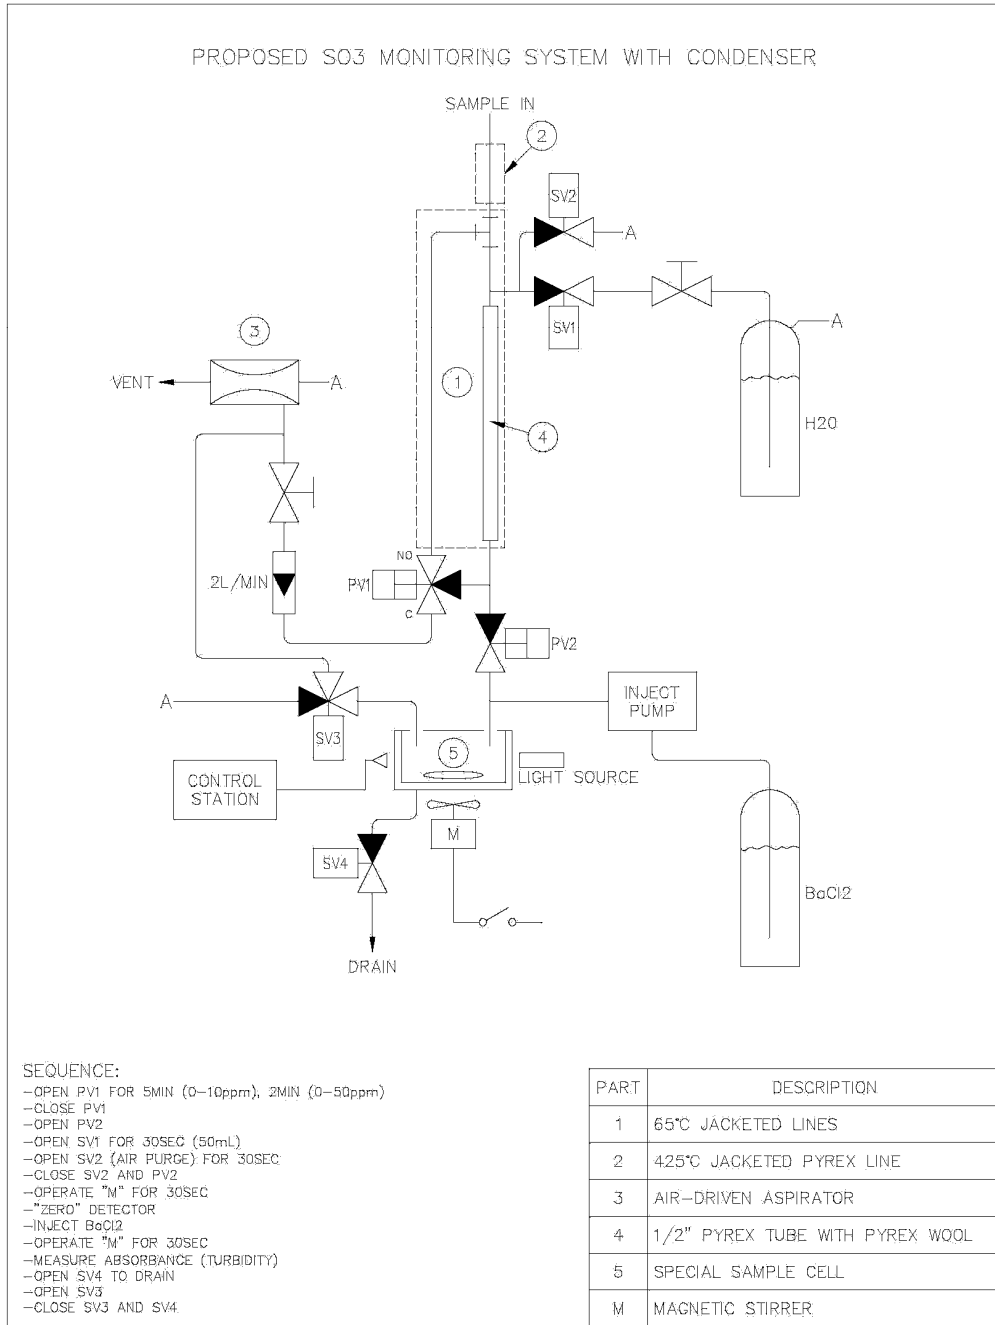 PROPOSED SO3 MONITORING SYSTEM WITH CONDENSER
SAMPLE IN
2
SV2
A
SV1
A
3
VENT
A
1
4
H2O
NO
PV1
2L/MIN
C
PV2
A
SV3
INJECT
PUMP
5
LIGHT SOURCE
CONTROL
STATION
M
SV4
BaCl2
DRAIN
SEQUENCE:
-OPEN PV1 FOR 5MIN (0-10ppm), 2MIN (0-50ppm)
-CLOSE PV1
-OPEN PV2
-OPEN SV1 FOR 30SEC (50mL)
-OPEN SV2 (AIR PURGE) FOR 30SEC
-CLOSE SV2 AND PV2
-OPERATE "M" FOR 30SEC
-"ZERO" DETECTOR
-INJECT BaCl2
-OPERATE "M" FOR 30SEC
-MEASURE ABSORBANCE (TURBIDITY)
-OPEN SV4 TO DRAIN
-OPEN SV3
-CLOSE SV3 AND SV4
PART DESCRIPTION
1 65°C JACKETED LINES
2 425°C JACKETED PYREX LINE
3 AIR-DRIVEN ASPIRATOR
4 1/2" PYREX TUBE WITH PYREX WOOL
5 SPECIAL SAMPLE CELL
M MAGNETIC STIRRER